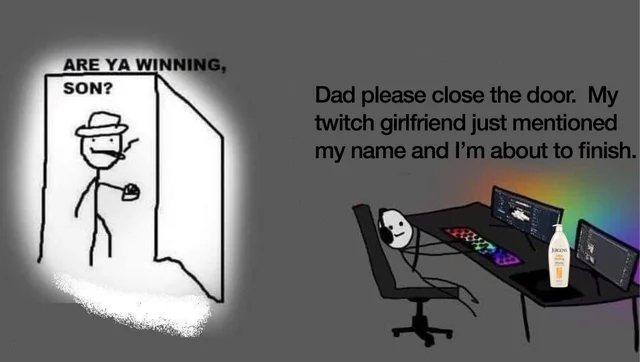 ARE YA WINNING,
SON?
Dad please close the door.  My
twitch girlfriend just mentioned
my name and I'm about to finish.
JERGENS